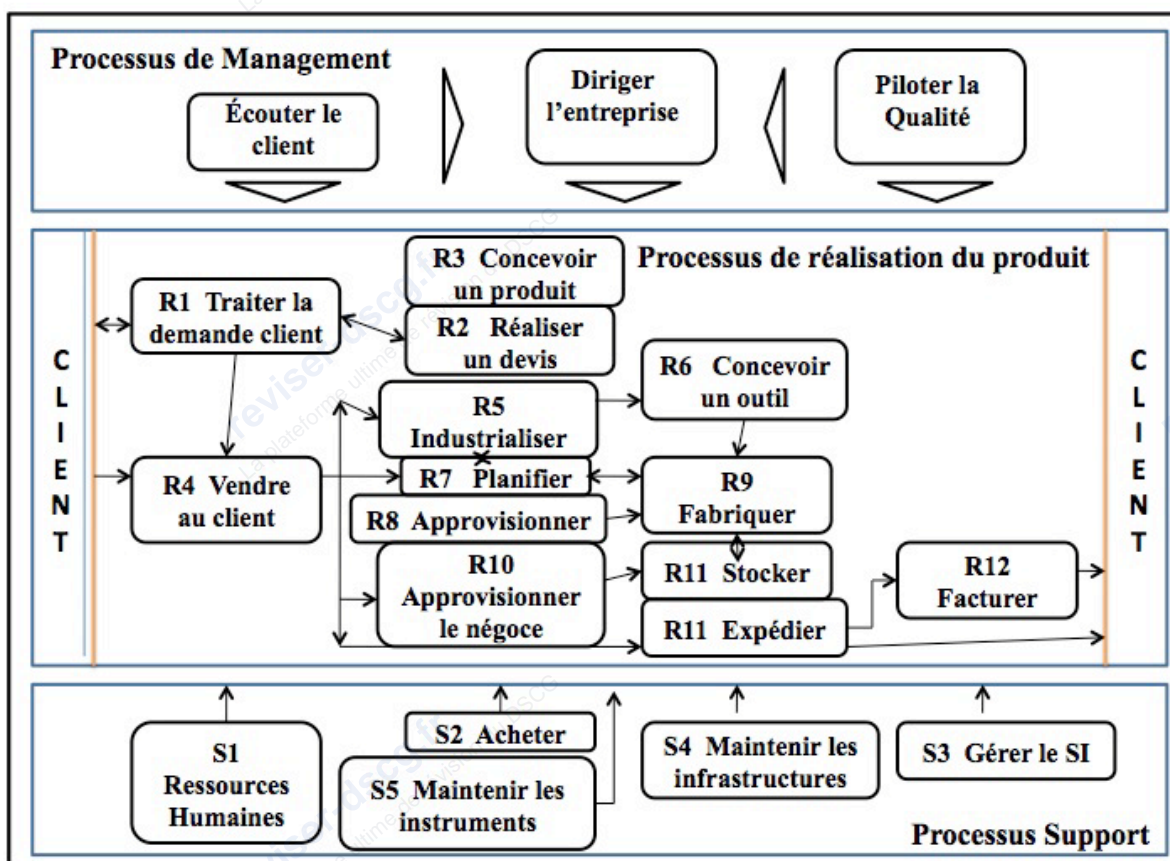 Processus de Management
Écouter le
client
Diriger
l’entreprise
Piloter la
Qualité
CLIENT
R3 Concevoir
un produit
Processus de réalisation du produit
R1 Traiter la
demande client
R2 Réaliser
un devis
R6 Concevoir
un outil
R5
Industrialiser
R4 Vendre
au client
R7 Planifier
R9
Fabriquer
R8 Approvisionner
R10
Approvisionner
le négoce
R11 Stocker
R11 Expédier
R12
Facturer
CLIENT
S1
Ressources
Humaines
S2 Acheter
S5 Maintenir les
instruments
S4 Maintenir les
infrastructures
S3 Gérer le SI
Processus Support